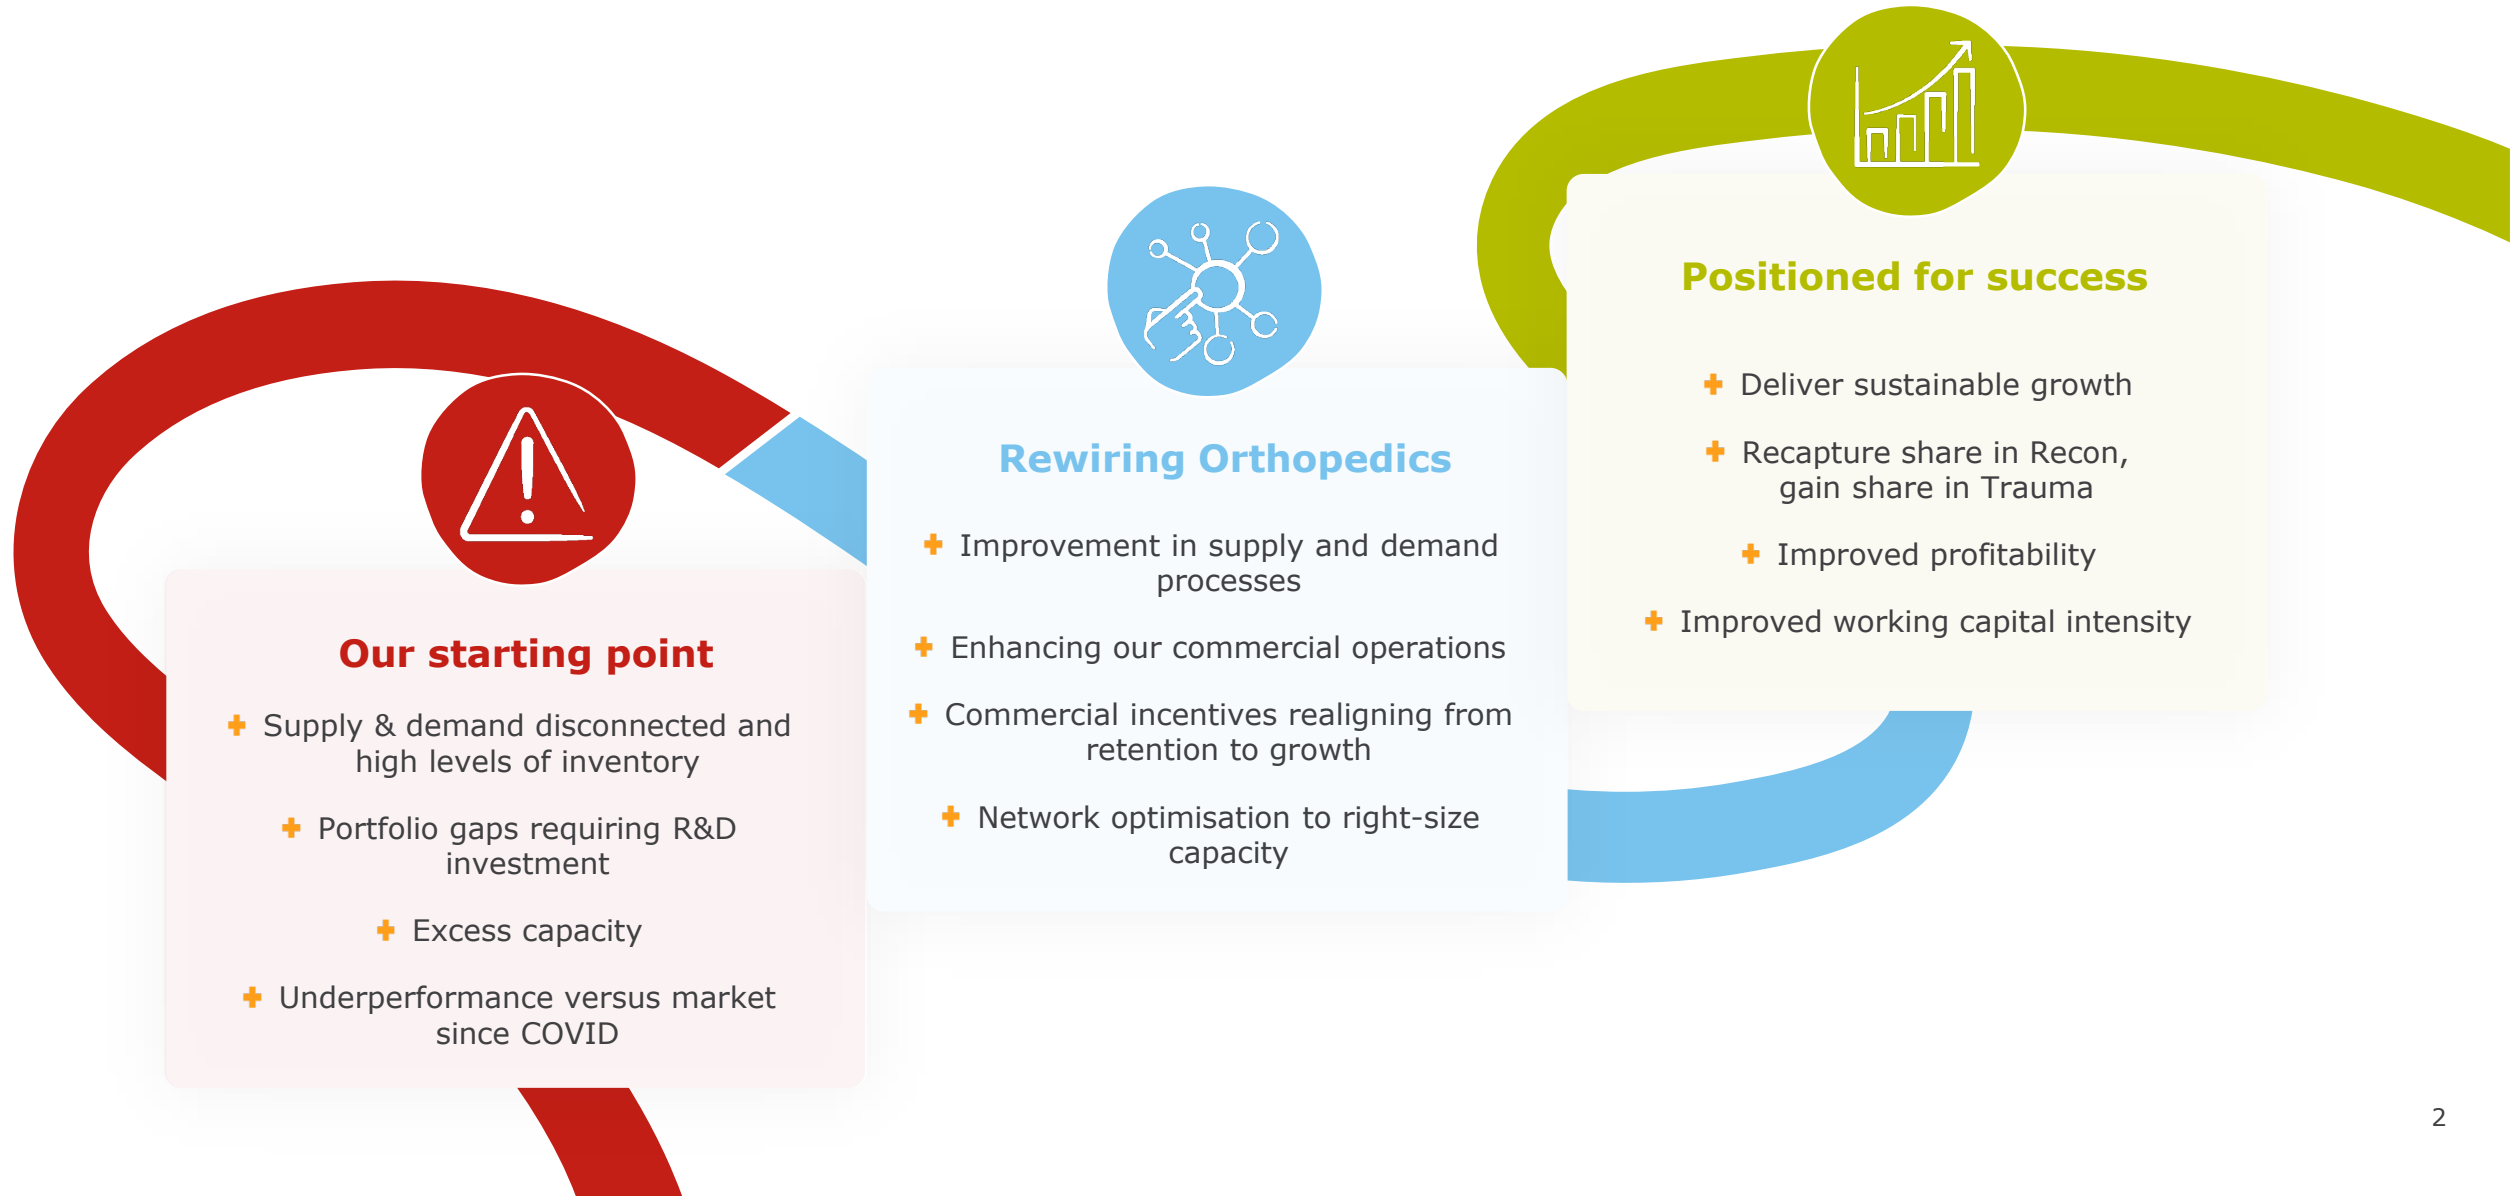 Our starting point
Supply & demand disconnected and
high levels of inventory
Portfolio gaps requiring R&D
investment
Excess capacity
Underperformance versus market
since COVID
Rewiring Orthopedics
Improvement in supply and demand
processes
Enhancing our commercial operations
Commercial incentives realigning from
retention to growth
Network optimisation to right-size
capacity
Positioned for success
Deliver sustainable growth
Recapture share in Recon,
gain share in Trauma
Improved profitability
Improved working capital intensity
2